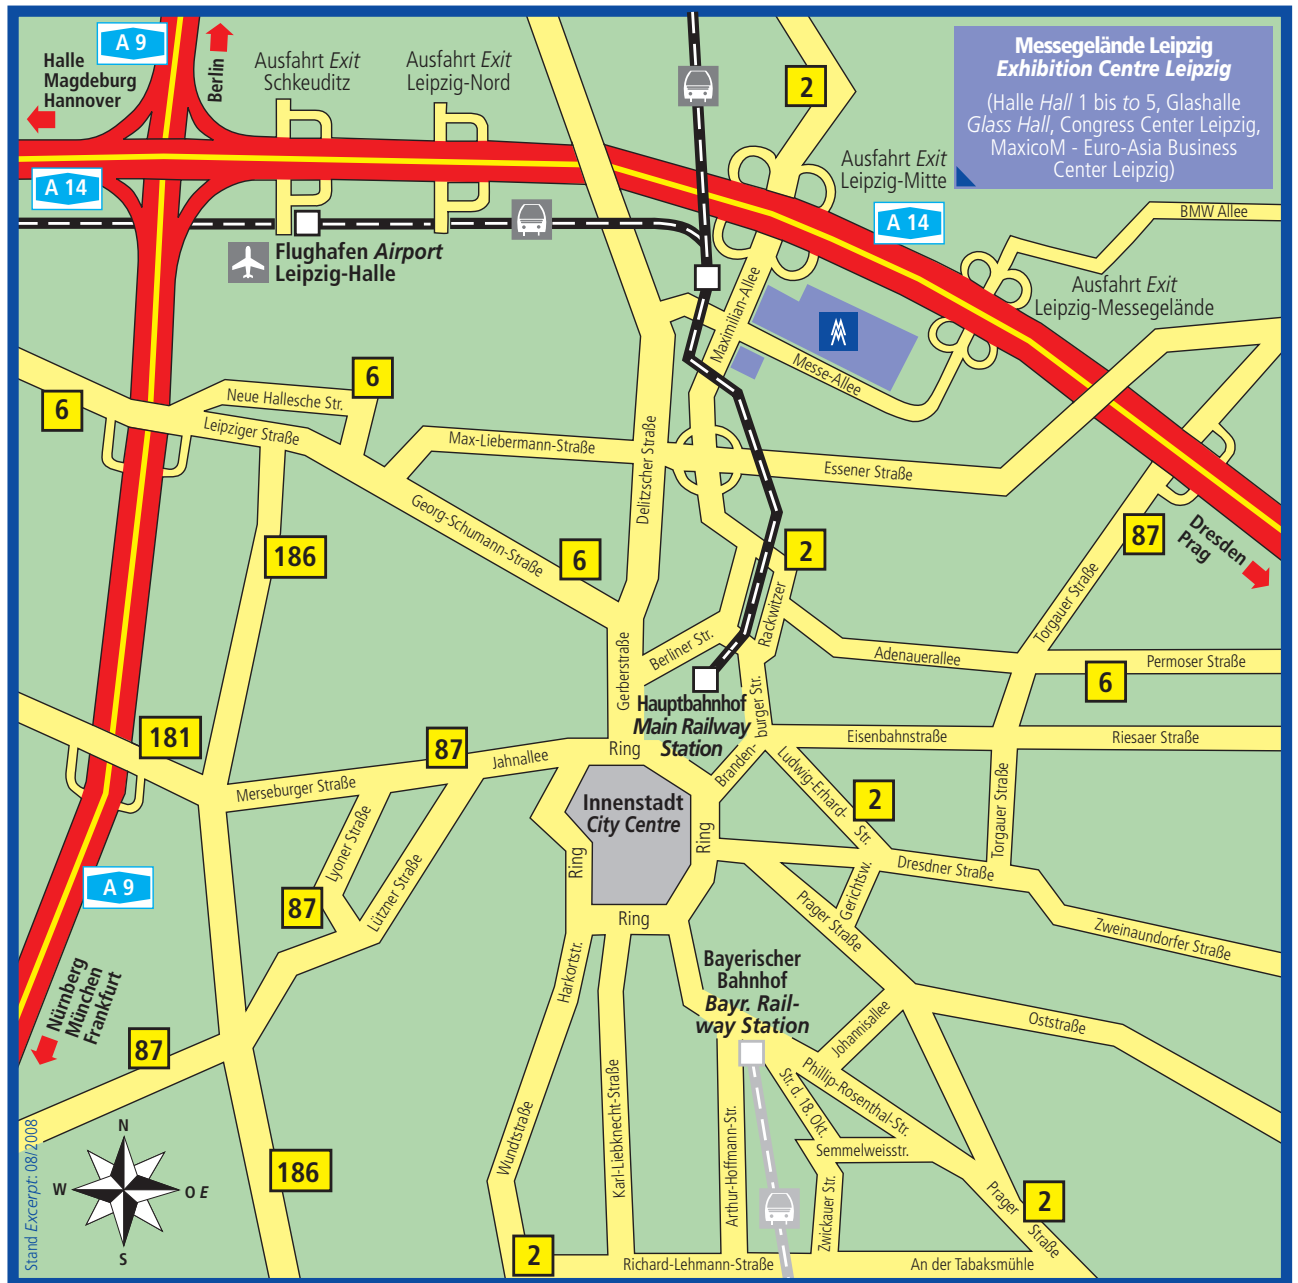 A 9
Halle
Magdeburg
Hannover
Berlin
Ausfahrt Exit
Schkeuditz
Ausfahrt Exit
Leipzig-Nord
2
Messegelände Leipzig
Exhibition Centre Leipzig
(Halle Hall 1 bis to 5, Glashalle
Glass Hall, Congress Center Leipzig,
MaxicoM - Euro-Asia Business
Center Leipzig)
A 14
Ausfahrt Exit
Leipzig-Mitte
A 14
BMW Allee
Flughafen Airport
Leipzig-Halle
Ausfahrt Exit
Leipzig-Messegelände
Maximilian-Allee
Messe-Allee
6
6
Neue Hallesche Str.
Leipziger Straße
Max-Liebermann-Straße
Delitzscher Straße
Essener Straße
Georg-Schumann-Straße
186
6
2
87
Dresden
Prag
Torgauer Straße
Rackwitzer
Berliner Str.
Gerberstraße
Adenauerallee
Permoser Straße
6
Hauptbahnhof
Main Railway
Station
Branden-
burger Str.
181
87
Jahnallee
Ring
Eisenbahnstraße
Riesaer Straße
Merseburger Straße
Innenstadt
City Centre
Ludwig-Erhard-
Str.
2
Torgauer Straße
Ring
Ring
Lyoner Straße
Lützner Straße
A 9
87
Dresdner Straße
Gerichtsw.
Prager Straße
Ring
Zweinaundorfer Straße
Harkortstr.
Bayerischer
Bahnhof
Bayr. Rail-
way Station
Nürnberg
München
Frankfurt
87
Johannisallee
Oststraße
Phillip-Rosenthal-Str.
Str. d. 18. Okt.
Karl-Liebknecht-Straße
Arthur-Hoffmann-Str.
Wundtstraße
Semmelweisstr.
Zwickauer Str.
Prager
Straße
2
N
W
O E
S
186
Stand Excerpt: 08/2008
2
Richard-Lehmann-Straße
An der Tabaksmühle